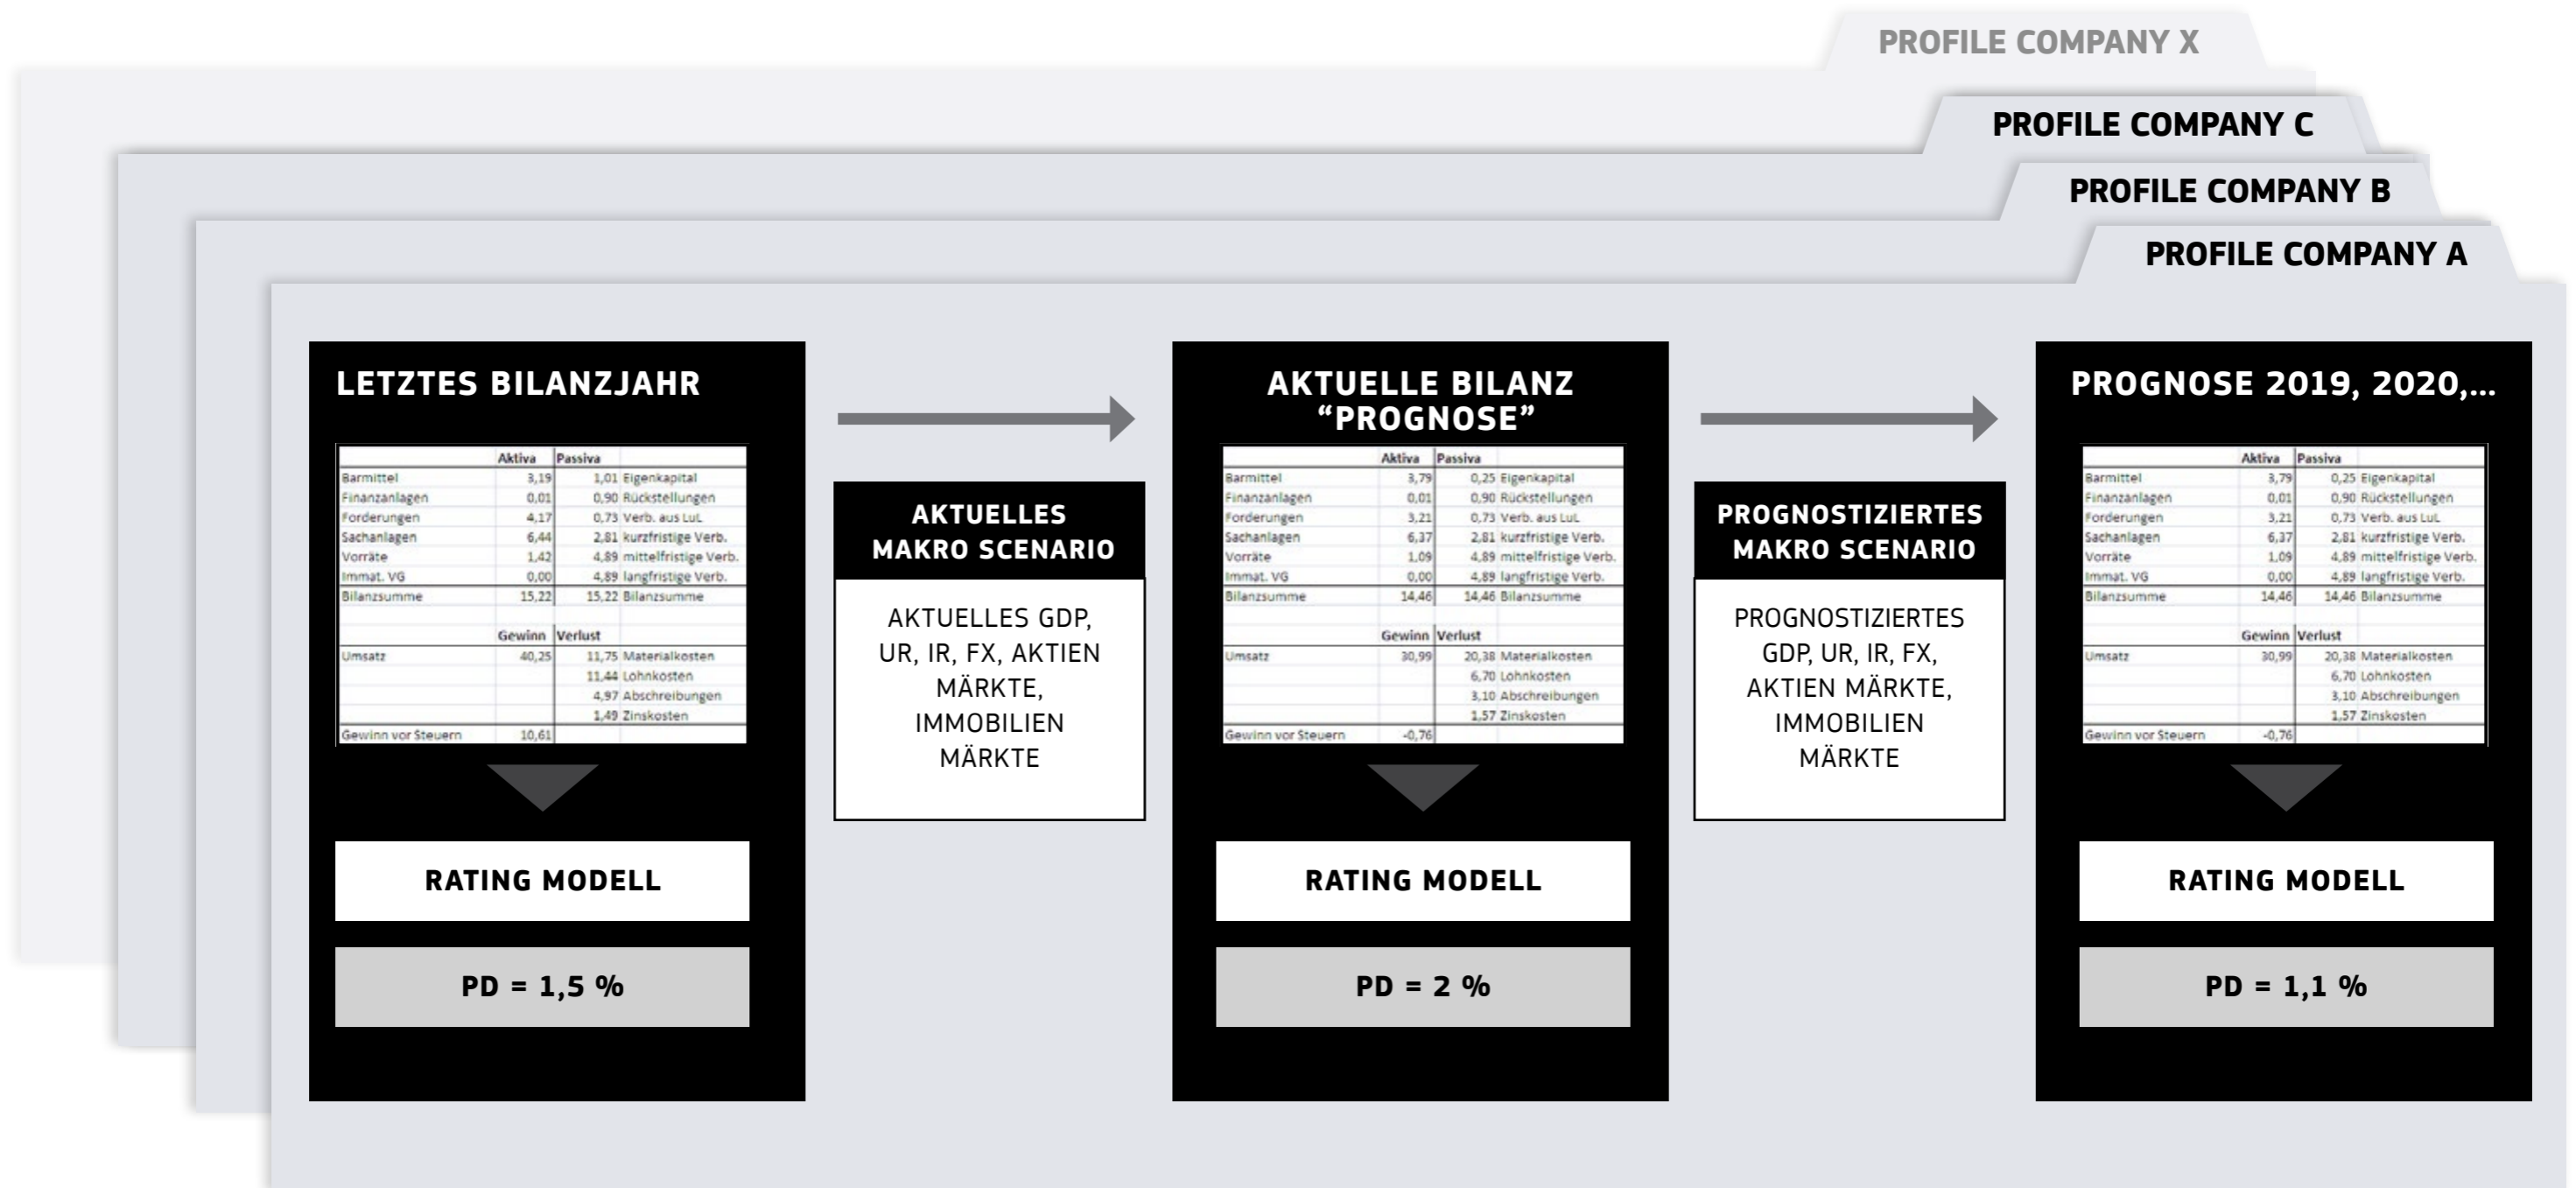 PROFILE COMPANY X
PROFILE COMPANY C
PROFILE COMPANY B
PROFILE COMPANY A
LETZTES BILANZJAHR
Aktiva Passiva
Barmittel 3,19 1,01 Eigenkapital
Finanzanlagen 0,01 0,90 Rückstellungen
Forderungen 4,17 0,73 Verb. aus LuL
Sachanlagen 6,44 2,81 kurzfristige Verb.
Vorräte 1,42 4,89 mittelfristige Verb.
Immat. VG 0,00 4,89 langfristige Verb.
Bilanzsumme 15,22 15,22 Bilanzsumme
Gewinn Verlust
Umsatz 40,25 11,75 Materialkosten
11,44 Lohnkosten
4,97 Abschreibungen
1,49 Zinskosten
Gewinn vor Steuern 10,61
RATING MODELL
PD = 1,5 %
AKTUELLES
MAKRO SCENARIO
AKTUELLES GDP,
UR, IR, FX, AKTIEN
MÄRKTE,
IMMOBILIEN
MÄRKTE
AKTUELLE BILANZ
“PROGNOSE”
Aktiva Passiva
Barmittel 3,79 0,25 Eigenkapital
Finanzanlagen 0,01 0,90 Rückstellungen
Forderungen 3,21 0,73 Verb. aus LuL
Sachanlagen 6,37 2,81 kurzfristige Verb.
Vorräte 1,09 4,89 mittelfristige Verb.
Immat. VG 0,00 4,89 langfristige Verb.
Bilanzsumme 14,46 14,46 Bilanzsumme
Gewinn Verlust
Umsatz 30,99 20,38 Materialkosten
6,70 Lohnkosten
3,10 Abschreibungen
1,57 Zinskosten
Gewinn vor Steuern -0,76
RATING MODELL
PD = 2 %
PROGNOSTIZIERTES
MAKRO SCENARIO
PROGNOSTIZIERTES
GDP, UR, IR, FX,
AKTIEN MÄRKTE,
IMMOBILIEN
MÄRKTE
PROGNOSE 2019, 2020,...
Aktiva Passiva
Barmittel 3,79 0,25 Eigenkapital
Finanzanlagen 0,01 0,90 Rückstellungen
Forderungen 3,21 0,73 Verb. aus LuL
Sachanlagen 6,37 2,81 kurzfristige Verb.
Vorräte 1,09 4,89 mittelfristige Verb.
Immat. VG 0,00 4,89 langfristige Verb.
Bilanzsumme 14,46 14,46 Bilanzsumme
Gewinn Verlust
Umsatz 30,99 20,38 Materialkosten
6,70 Lohnkosten
3,10 Abschreibungen
1,57 Zinskosten
Gewinn vor Steuern -0,76
RATING MODELL
PD = 1,1 %